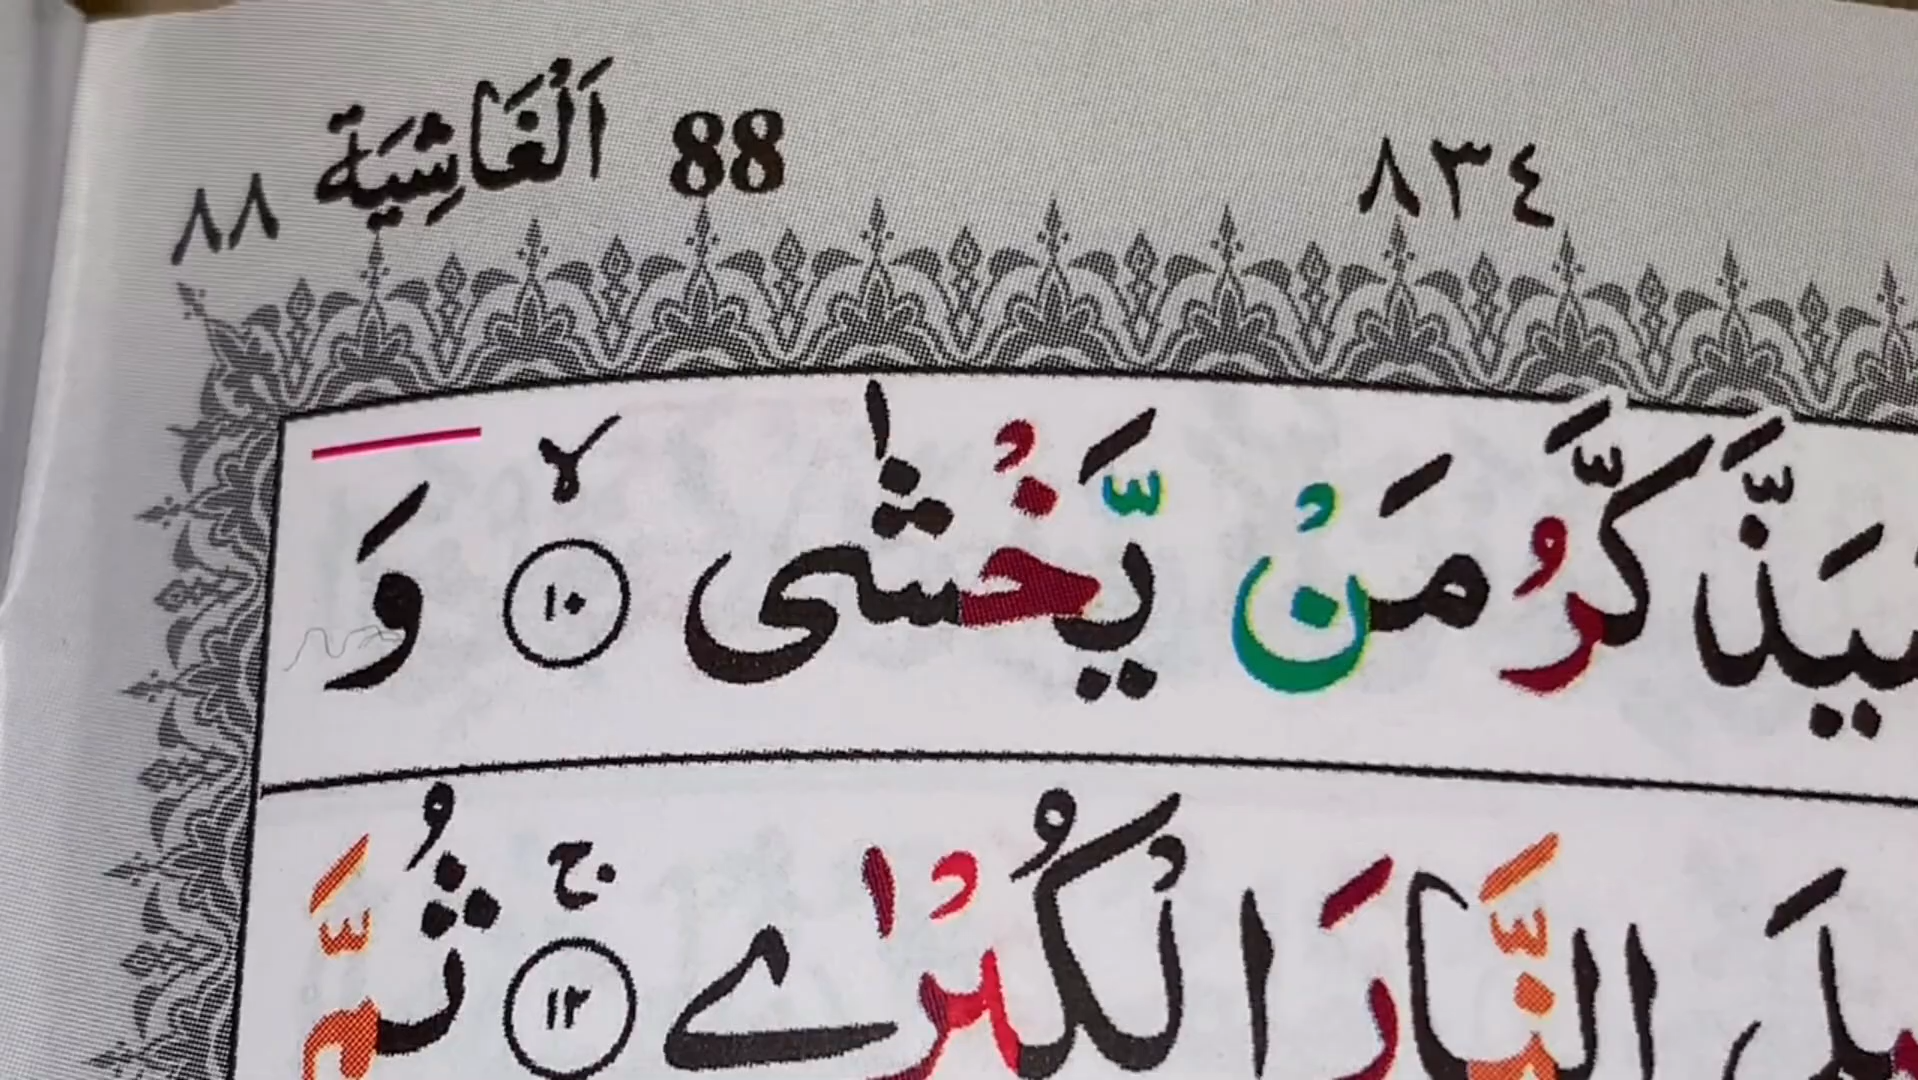 ٨٣٤ 88 اَلْغَاشِيَة ٨٨
يَذَّكَّرُ مَنْ يَّخْشٰى ۙ ١٠ وَ
النَّارَ الْكُبْرٰے ۚ ١٢ ثُمَّ